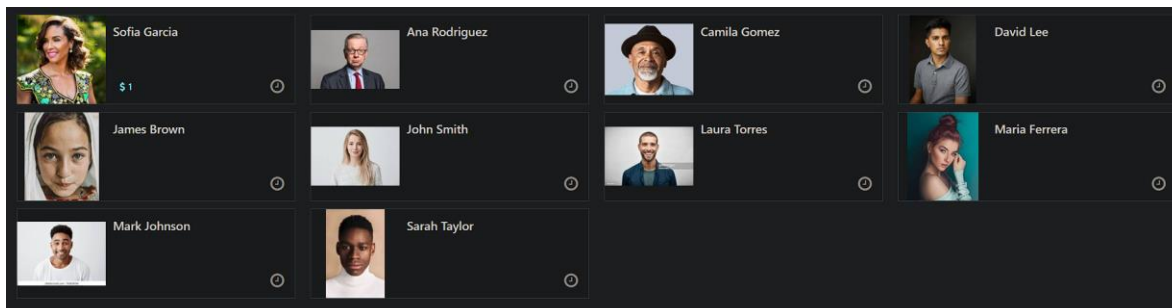 Sofia Garcia
$ 1
Ana Rodriguez
Camila Gomez
David Lee
James Brown
John Smith
Laura Torres
Maria Ferrera
Mark Johnson
Sarah Taylor